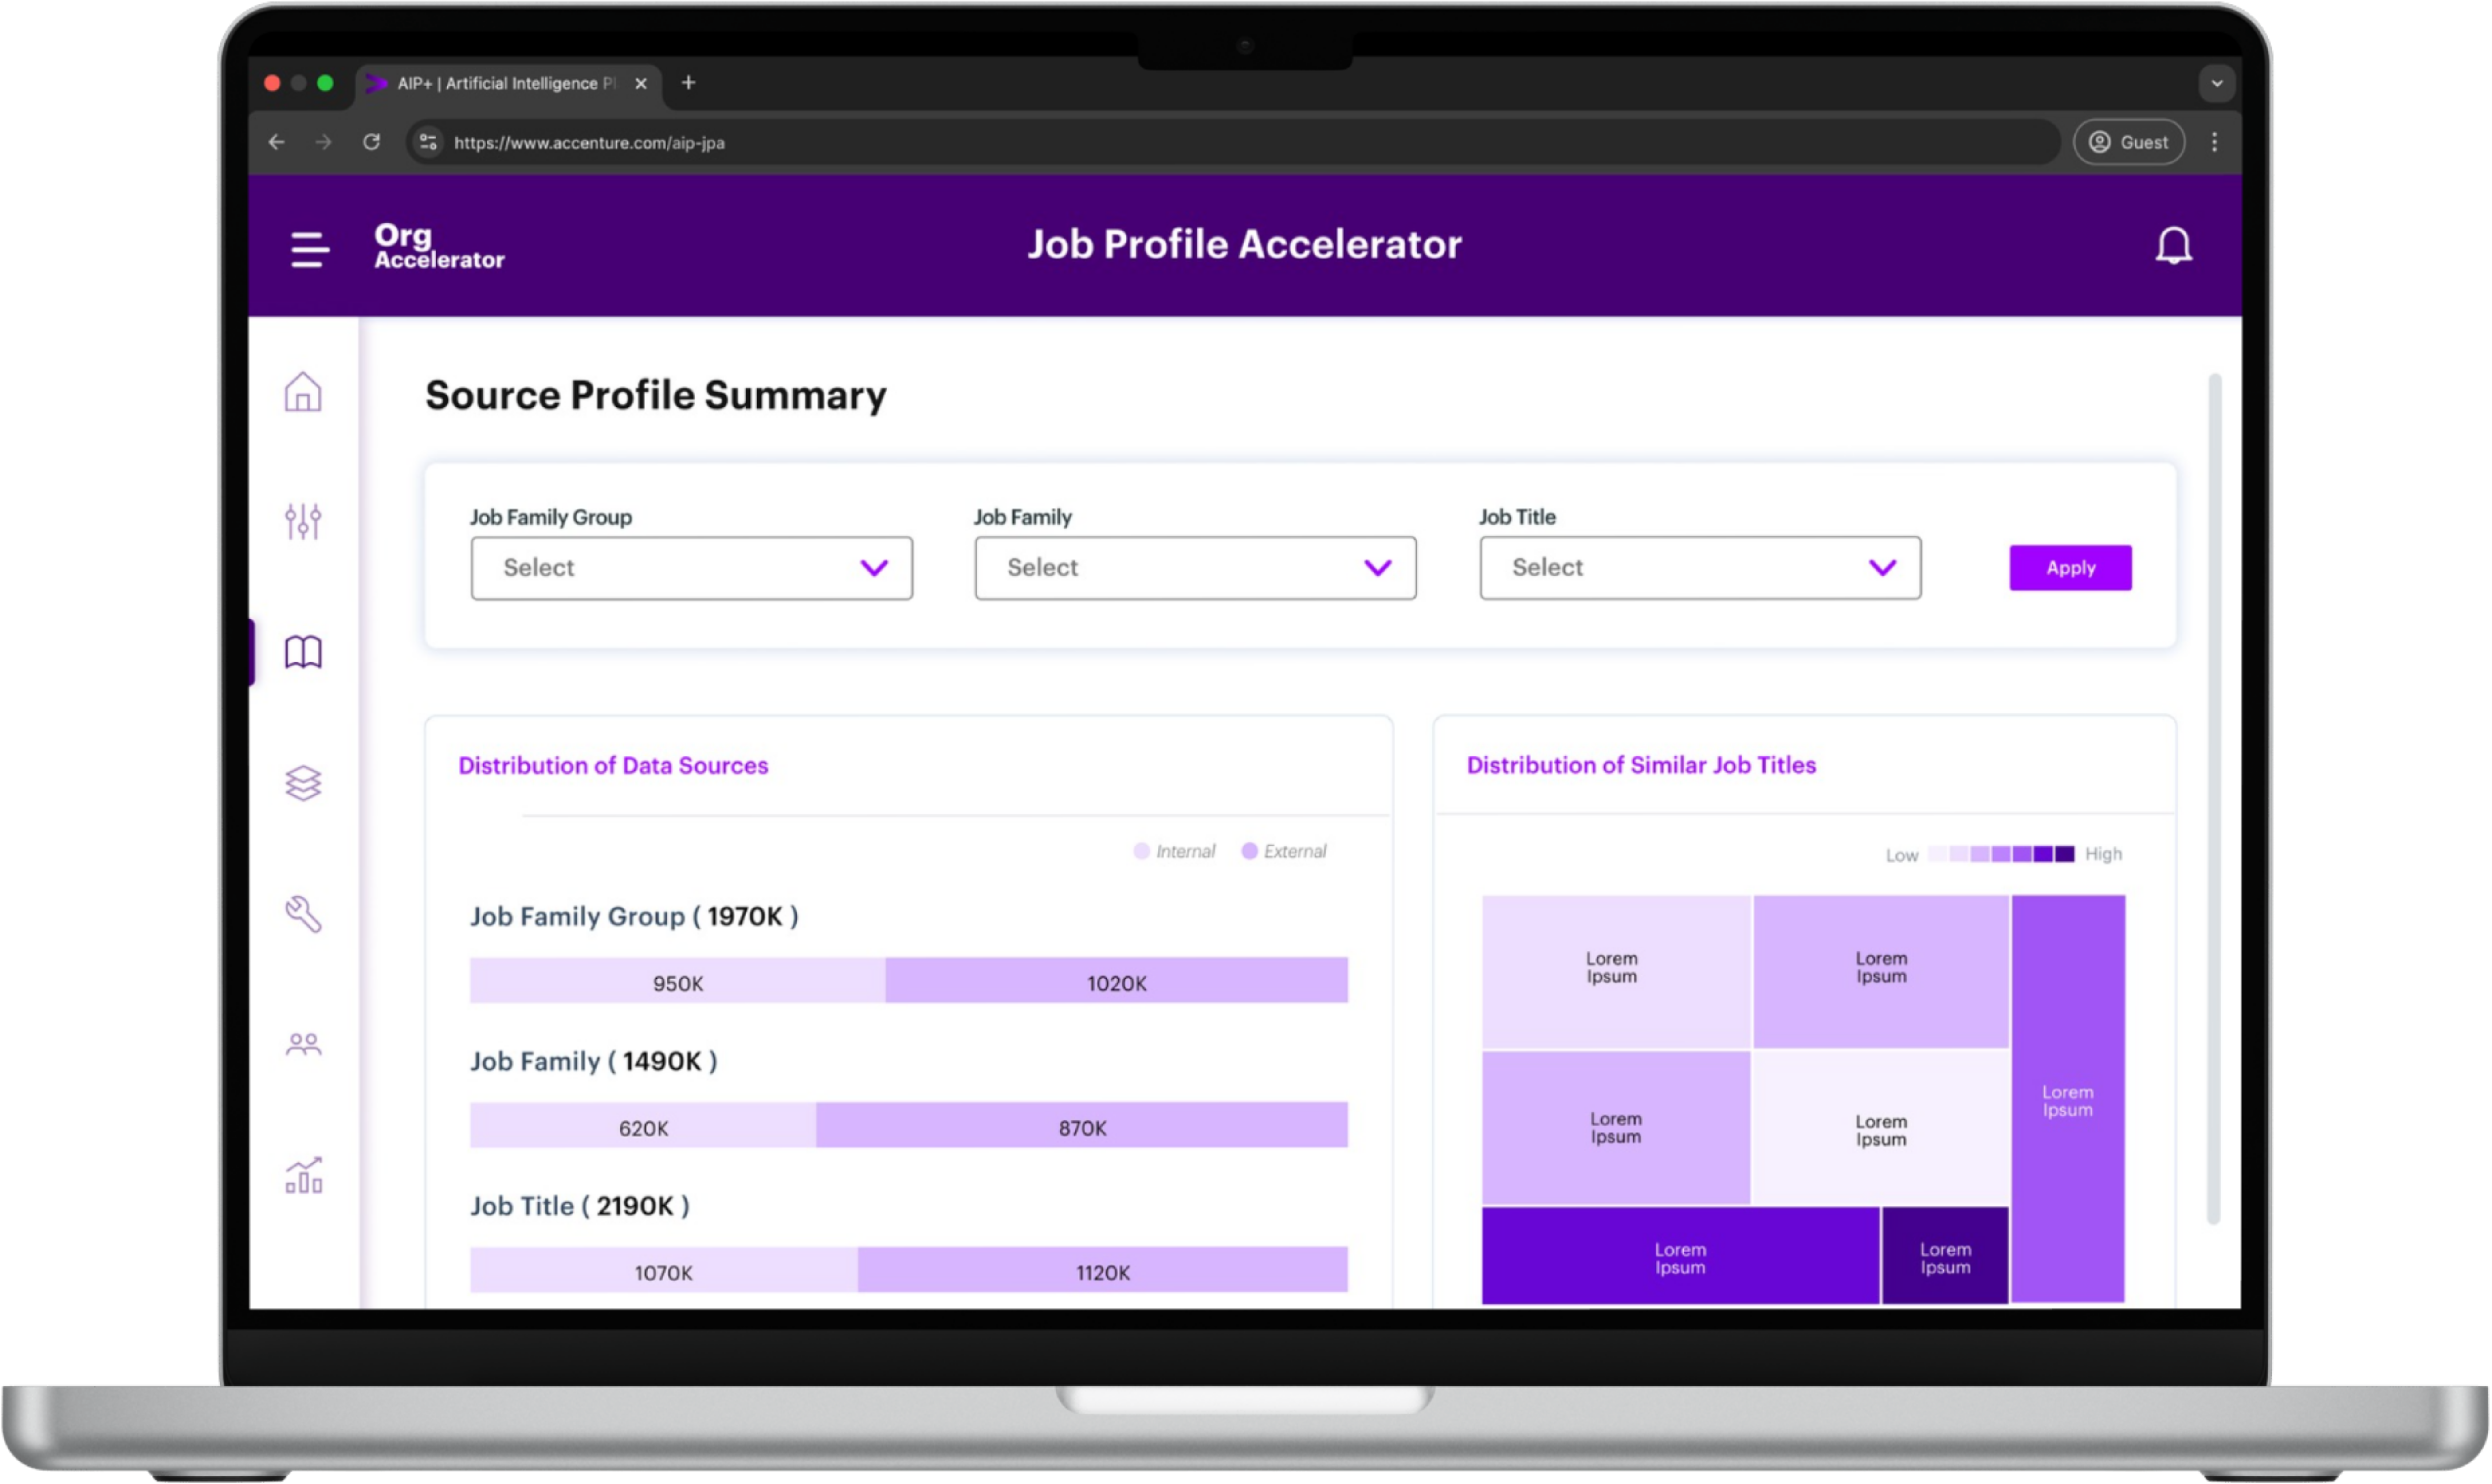 AIP+ | Artificial Intelligence Pl
https://www.accenture.com/aip-jpa
Guest
Org
Accelerator
Job Profile Accelerator
Source Profile Summary
Job Family Group
Job Family
Job Title
Select
Select
Select
Apply
Distribution of Data Sources
Internal
External
Job Family Group ( 1970K )
950K
1020K
Job Family ( 1490K )
620K
870K
Job Title ( 2190K )
1070K
1120K
Distribution of Similar Job Titles
Low
High
Lorem
Ipsum
Lorem
Ipsum
Lorem
Ipsum
Lorem
Ipsum
Lorem
Ipsum
Lorem
Ipsum
Lorem
Ipsum